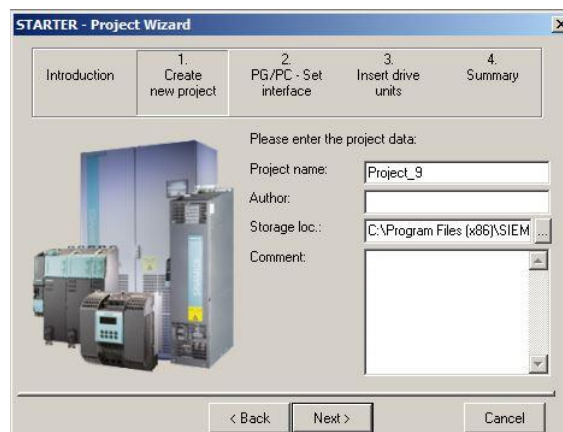 STARTER - Project Wizard
Introduction
1.
Create
new project
2.
PG/PC - Set
interface
3.
Insert drive
units
4.
Summary
Please enter the project data:
Project name: Project_9
Author:
Storage loc.: C:\Program Files (x86)\SIEM ...
Comment:
< Back Next > Cancel